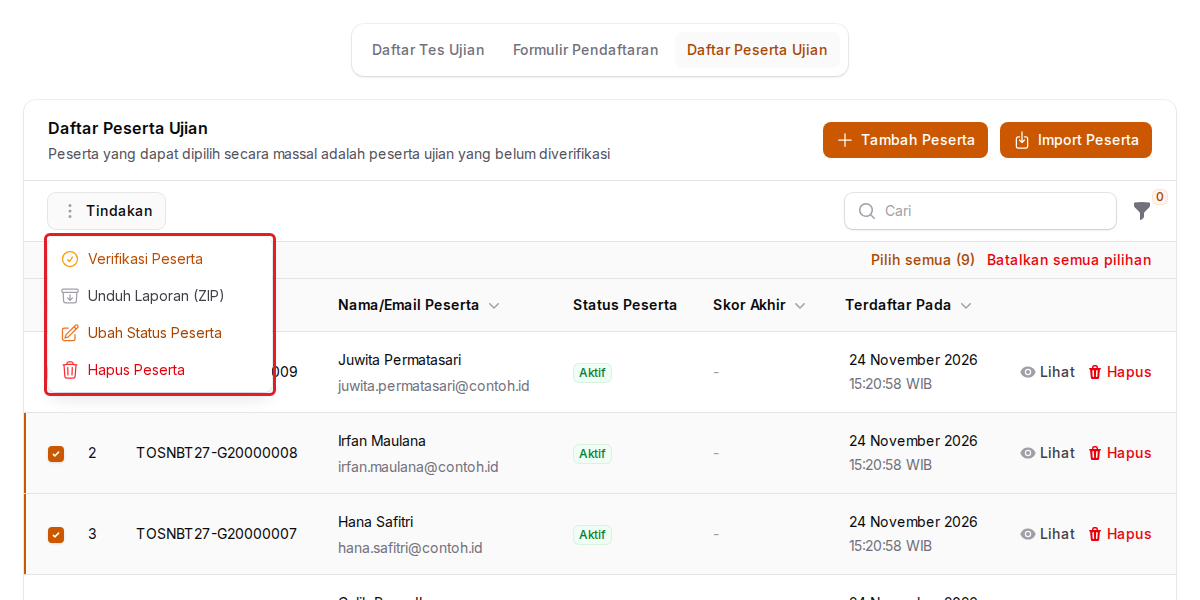 Daftar Tes Ujian
Formulir Pendaftaran
Daftar Peserta Ujian
Daftar Peserta Ujian
Peserta yang dapat dipilih secara massal adalah peserta ujian yang belum diverifikasi
Tambah Peserta
Import Peserta
Tindakan
Cari
0
Verifikasi Peserta
Unduh Laporan (ZIP)
Ubah Status Peserta
Hapus Peserta
Pilih semua (9)
Batalkan semua pilihan
Nama/Email Peserta
Status Peserta
Skor Akhir
Terdaftar Pada
009
Juwita Permatasari
juwita.permatasari@contoh.id
Aktif
-
24 November 2026
15:20:58 WIB
Lihat
Hapus
2
TOSNBT27-G20000008
Irfan Maulana
irfan.maulana@contoh.id
Aktif
-
24 November 2026
15:20:58 WIB
Lihat
Hapus
3
TOSNBT27-G20000007
Hana Safitri
hana.safitri@contoh.id
Aktif
-
24 November 2026
15:20:58 WIB
Lihat
Hapus